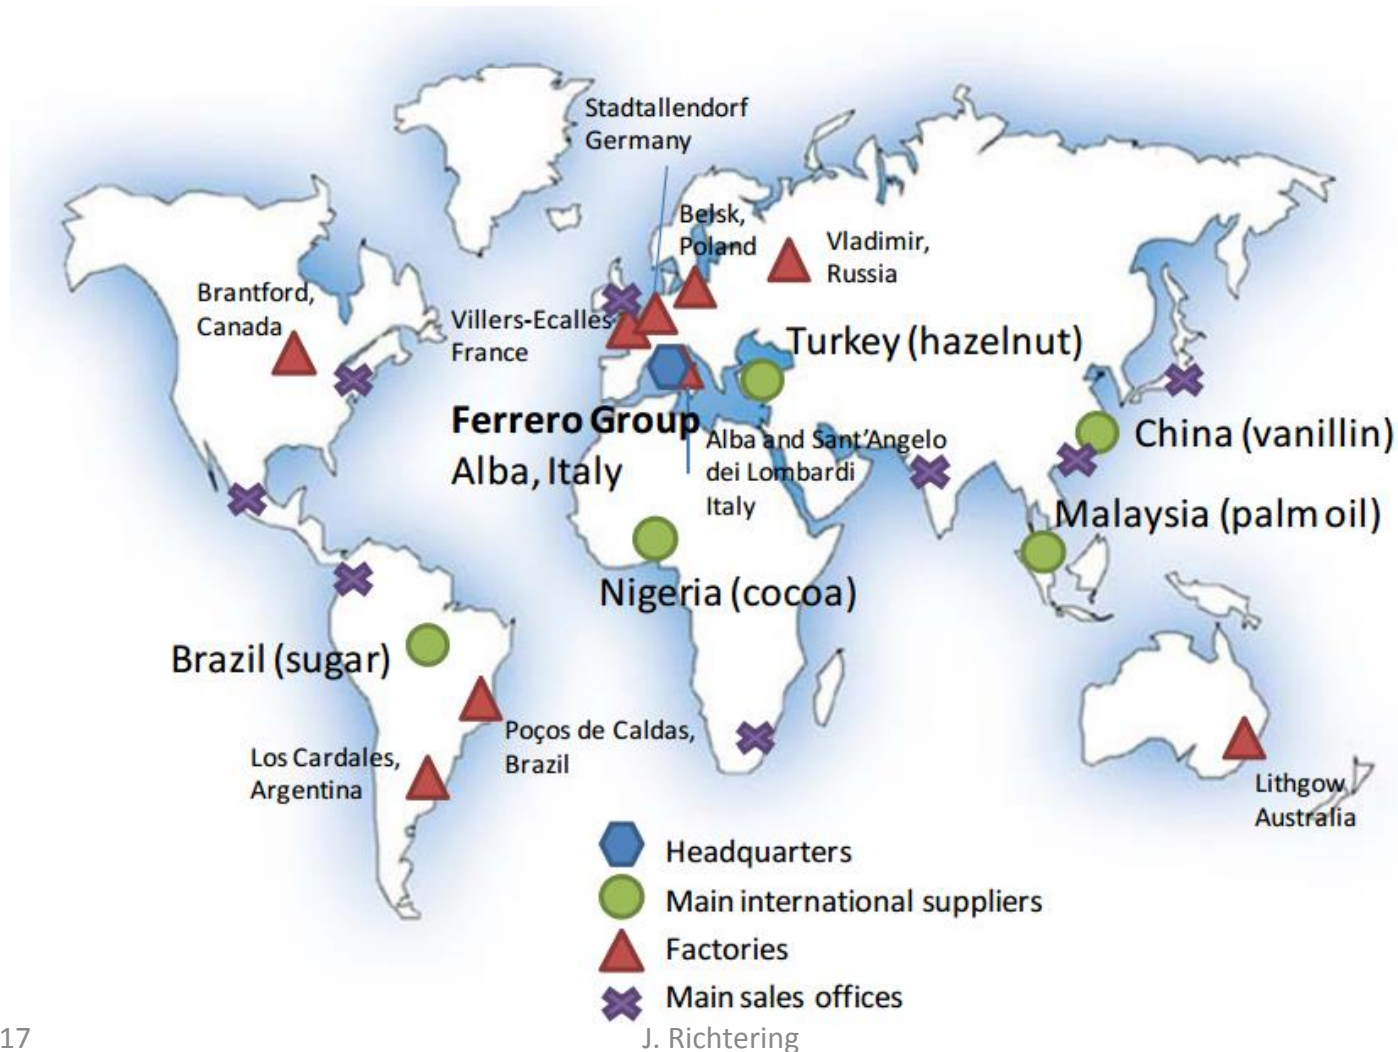 Stadtallendorf
Germany
Belsk,
Poland
Vladimir,
Russia
Brantford,
Canada
Villers-Ecalles
France
Turkey (hazelnut)
Ferrero Group
Alba, Italy
Alba and Sant'Angelo
dei Lombardi
Italy
China (vanillin)
Malaysia (palm oil)
Nigeria (cocoa)
Brazil (sugar)
Poços de Caldas,
Brazil
Los Cardales,
Argentina
Lithgow
Australia
Headquarters
Main international suppliers
Factories
Main sales offices
17
J. Richtering